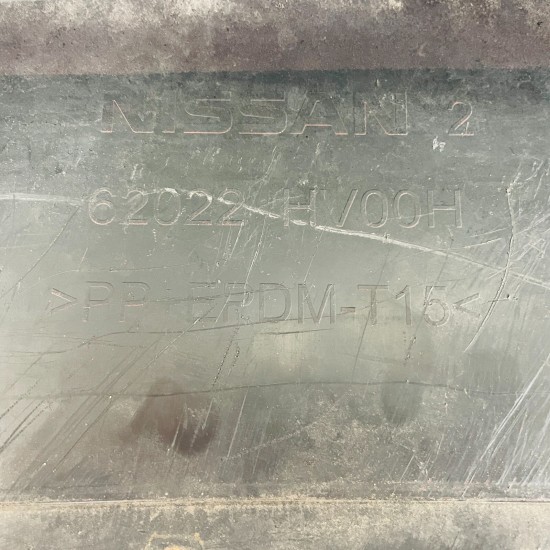 NISSAN 2
62022 HV00H
>PP+EPDM-T15<